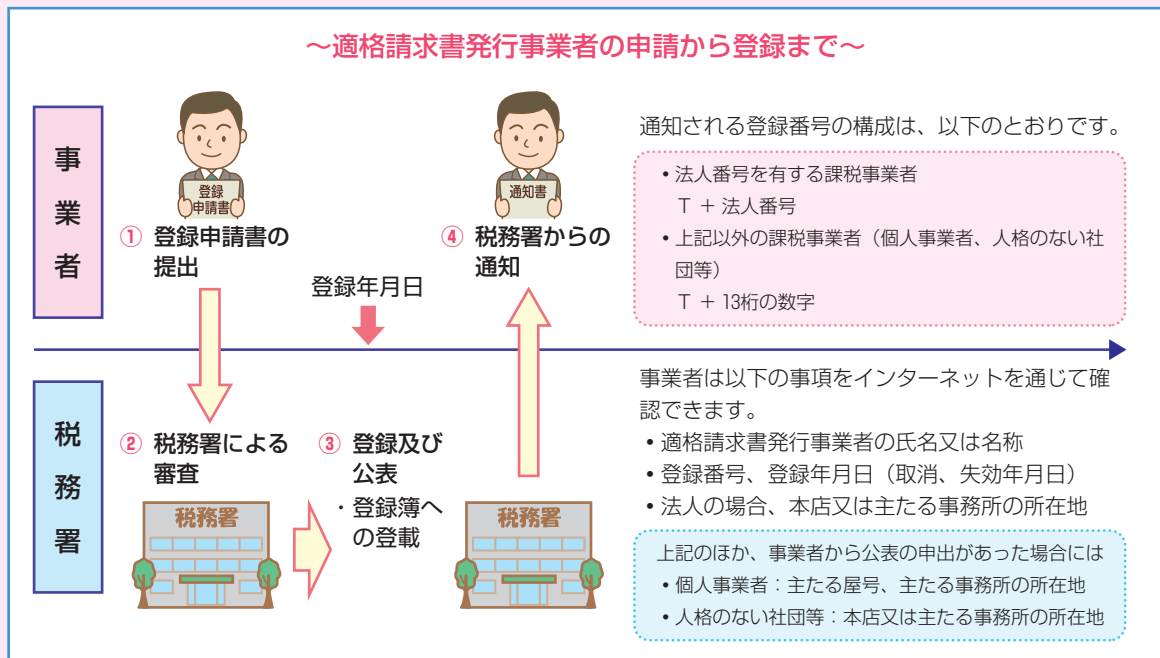 ～適格請求書発行事業者の申請から登録まで～
事業者
登録
申請書
① 登録申請書の
提出
登録年月日
通知書
④ 税務署からの
通知
通知される登録番号の構成は、以下のとおりです。
• 法人番号を有する課税事業者
T + 法人番号
• 上記以外の課税事業者（個人事業者、人格のない社
団等）
T + 13桁の数字
税務署
② 税務署による
審査
税務署
③ 登録及び
公表
・登録簿へ
の登載
税務署
事業者は以下の事項をインターネットを通じて確
認できます。
• 適格請求書発行事業者の氏名又は名称
• 登録番号、登録年月日（取消、失効年月日）
• 法人の場合、本店又は主たる事務所の所在地
上記のほか、事業者から公表の申出があった場合には
• 個人事業者：主たる屋号、主たる事務所の所在地
• 人格のない社団等：本店又は主たる事務所の所在地